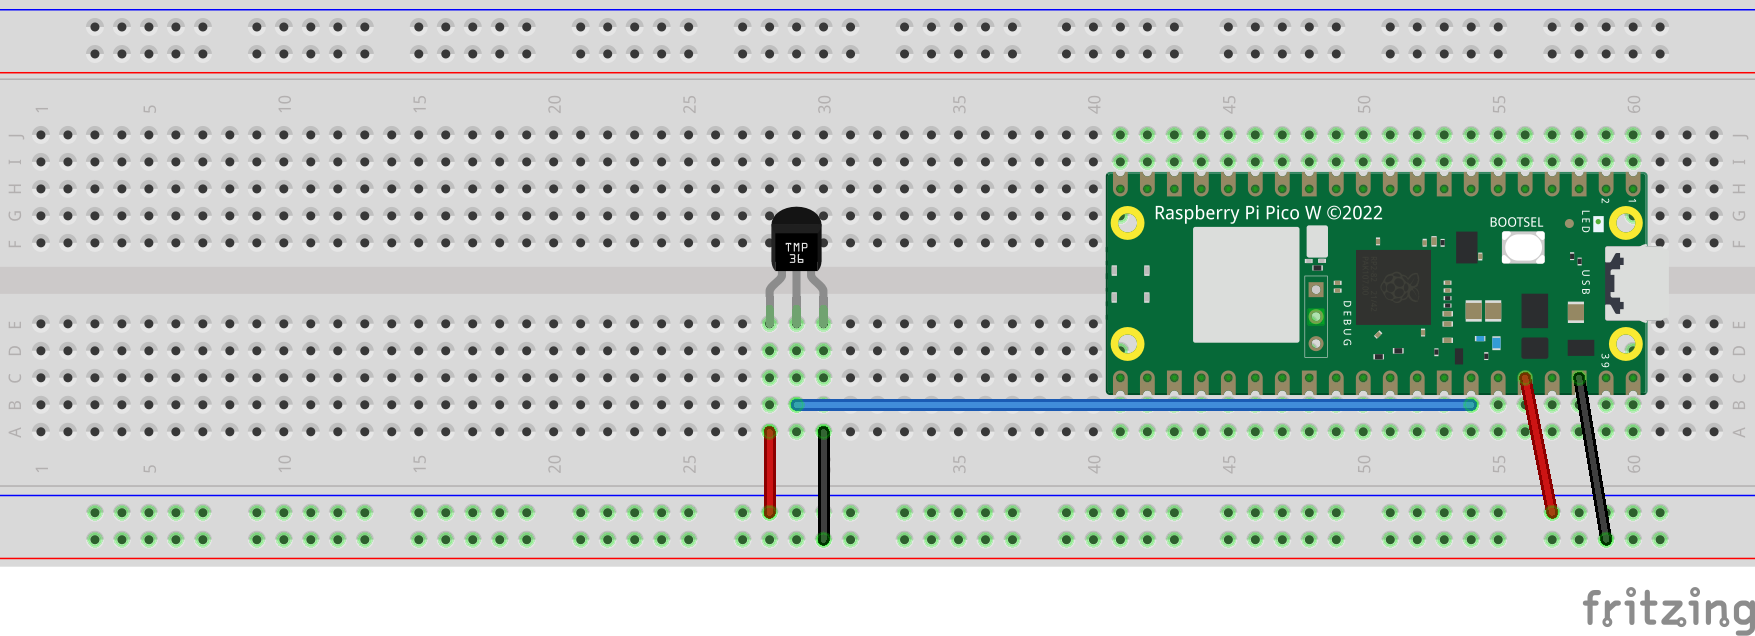 1 5 10 15 20 25 30 35 40 45 50 55 60
J J
I I
H H
G G
F F
Raspberry Pi Pico W ©2022
BOOTSEL
LED
2
1
TMP
36
USB
DEBUG
39
E E
D D
C C
B B
A A
1 5 10 15 20 25 35 40 45 50 55 60
fritzing